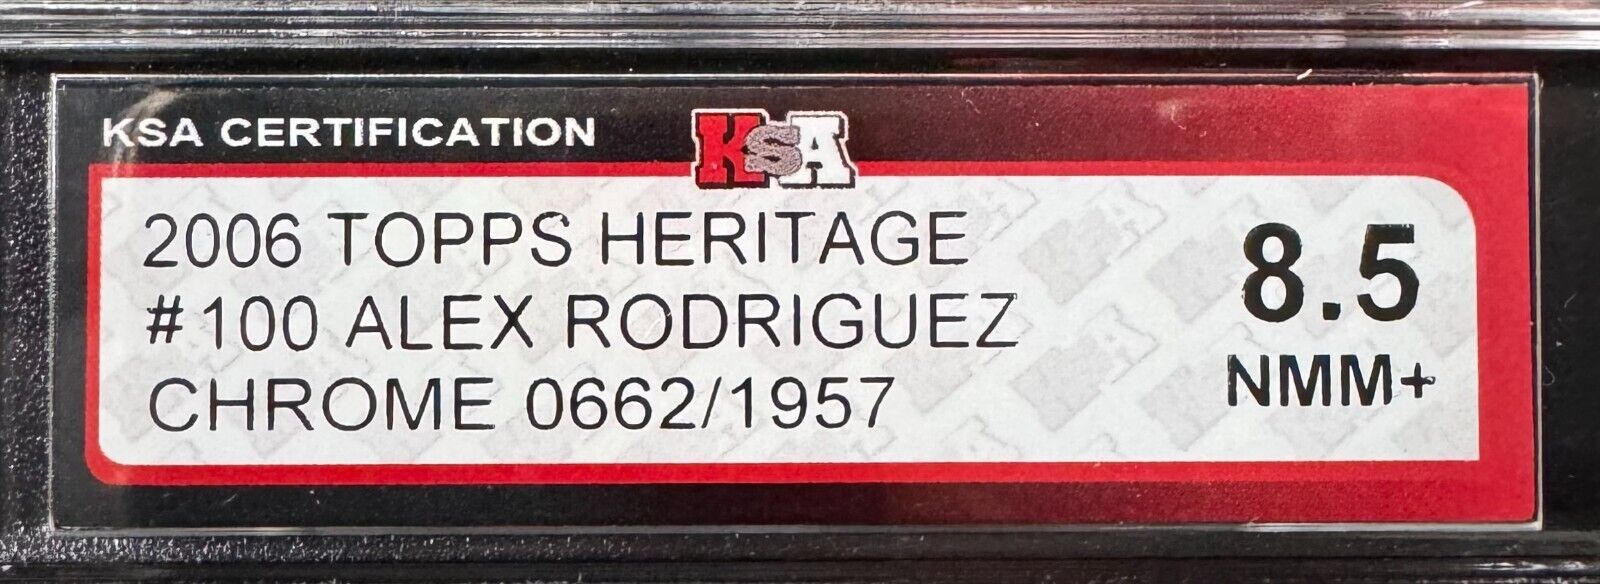 KSA CERTIFICATION
KSA
2006 TOPPS HERITAGE
#100 ALEX RODRIGUEZ
CHROME 0662/1957
8.5
NMM+